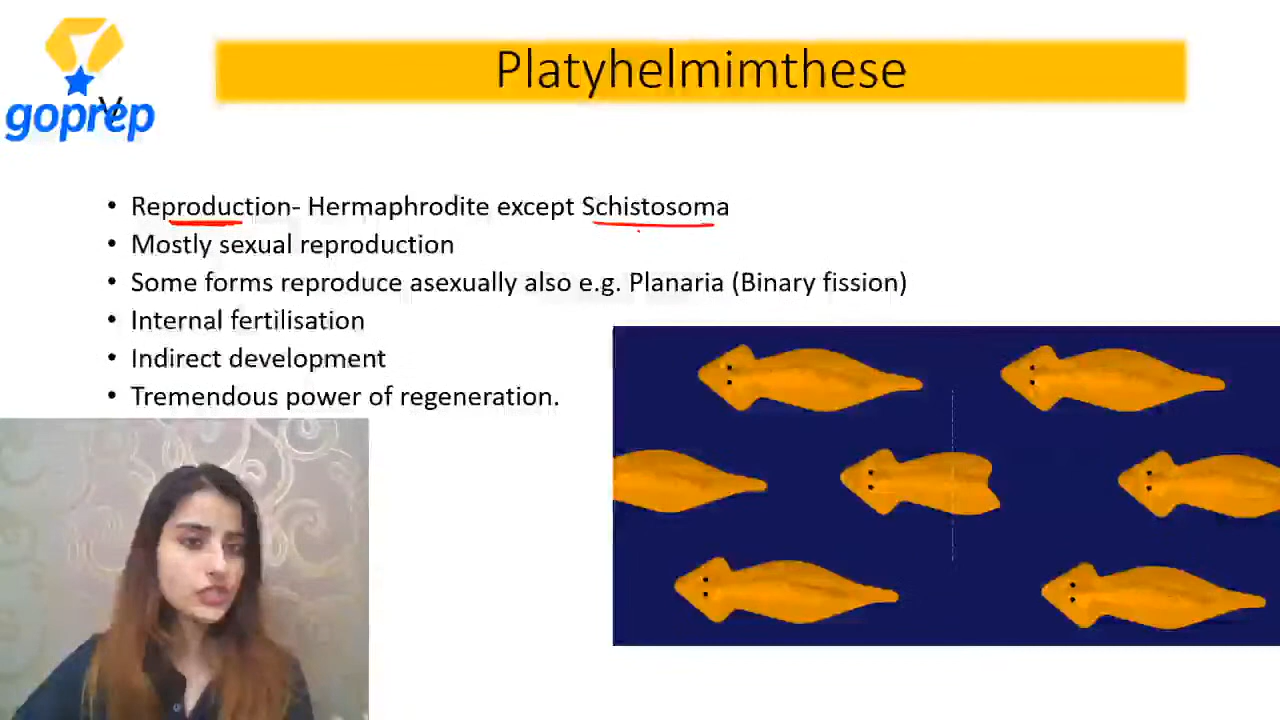 goprep
Platyhelmimthese
• Reproduction- Hermaphrodite except Schistosoma
• Mostly sexual reproduction
• Some forms reproduce asexually also e.g. Planaria (Binary fission)
• Internal fertilisation
• Indirect development
• Tremendous power of regeneration.